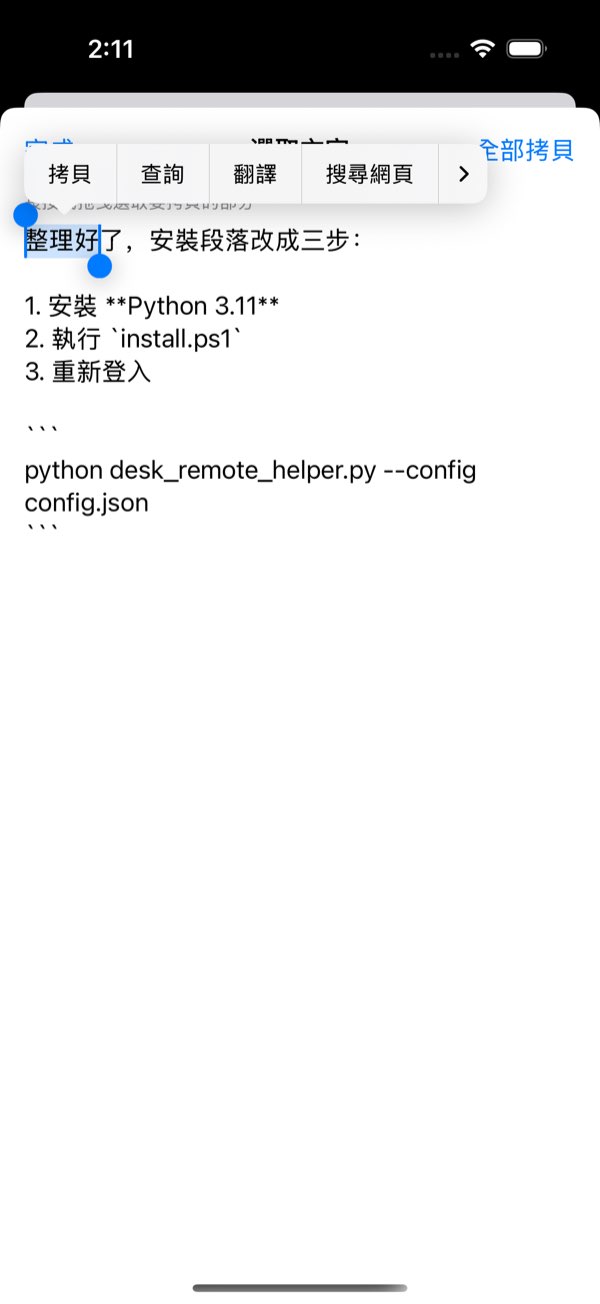 2:11
全部拷貝
拷貝 查詢 翻譯 搜尋網頁
整理好了，安裝段落改成三步：
1. 安裝 **Python 3.11**
2. 執行 `install.ps1`
3. 重新登入
```
python desk_remote_helper.py --config
config.json
```